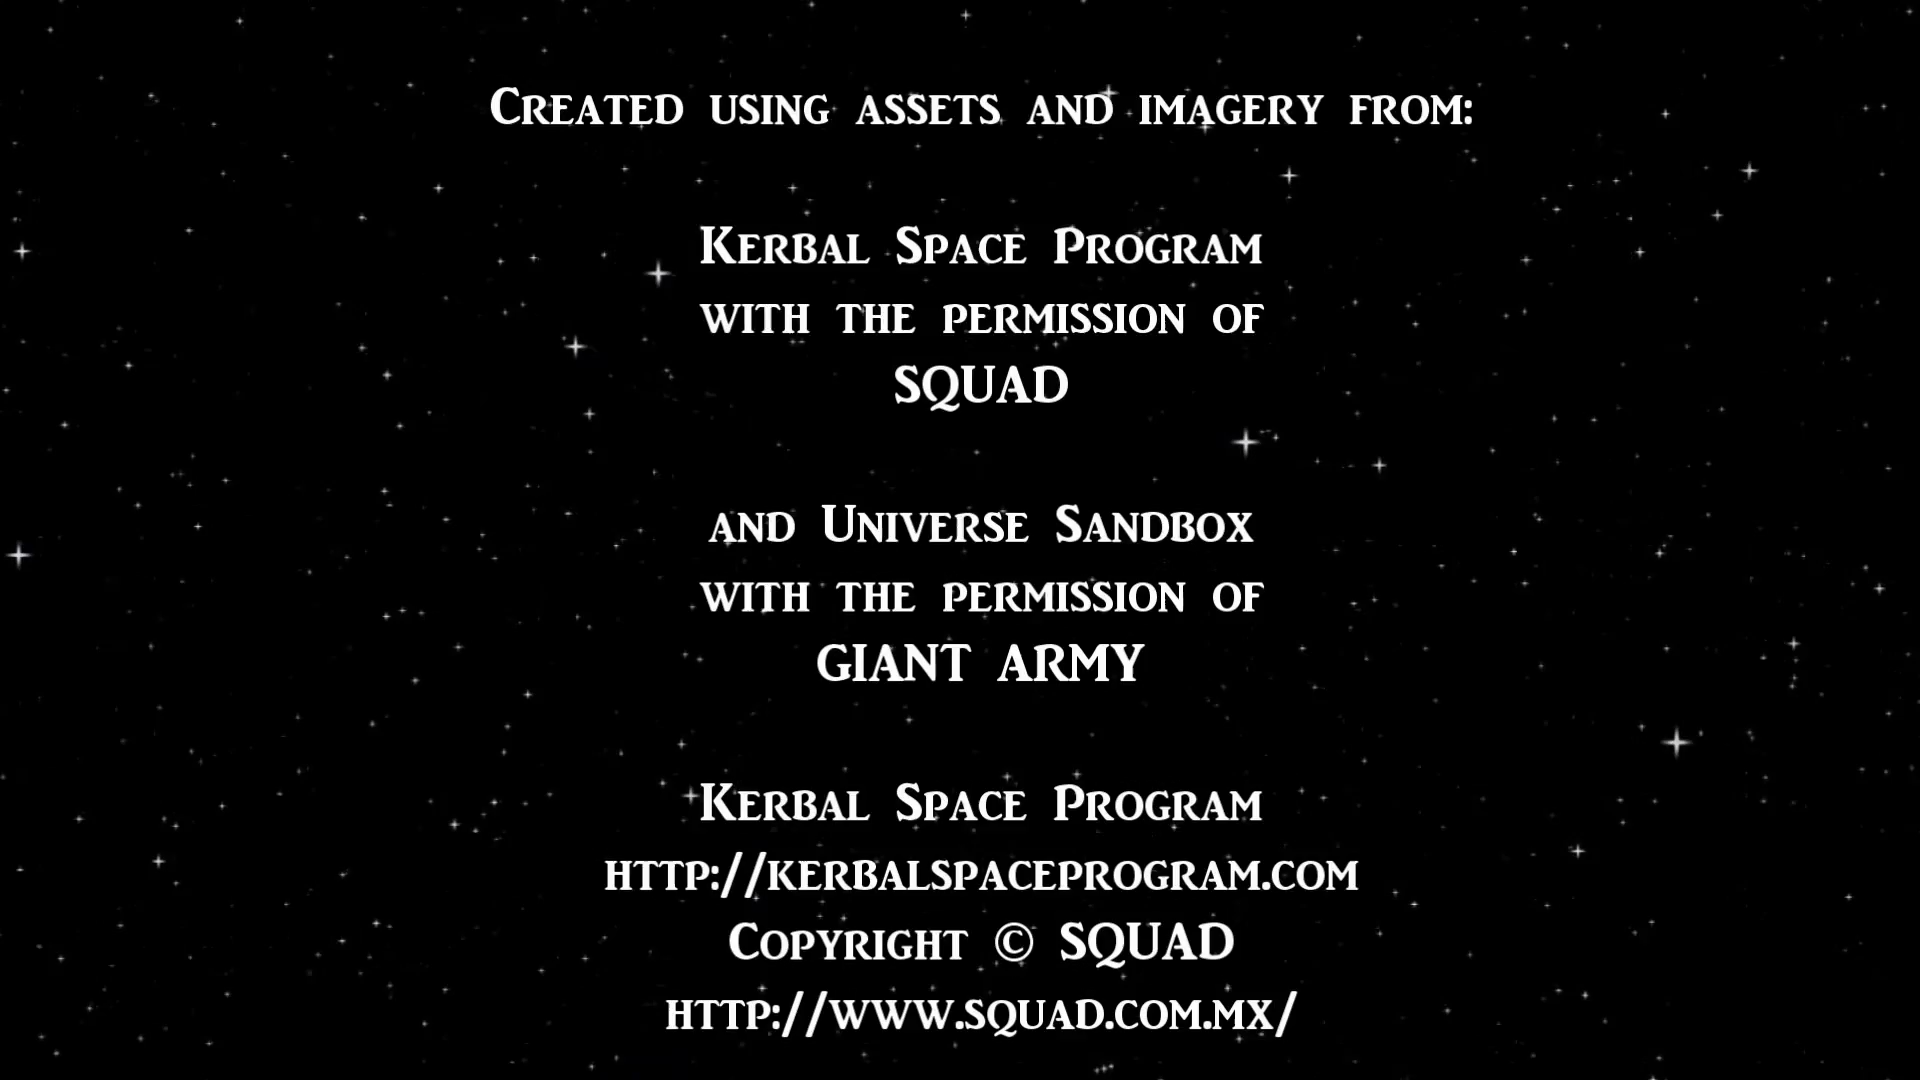 Created using assets and imagery from:
Kerbal Space Program
with the permission of
SQUAD
and Universe Sandbox
with the permission of
GIANT ARMY
Kerbal Space Program
http://kerbalspaceprogram.com
Copyright © SQUAD
http://www.squad.com.mx/